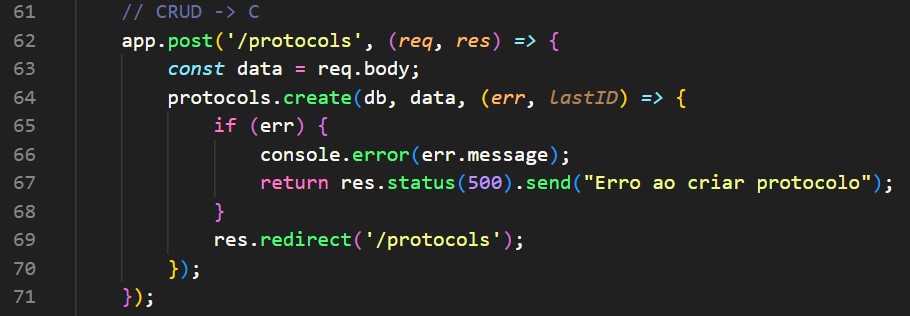 61 // CRUD -> C
62 app.post('/protocols', (req, res) => {
63 const data = req.body;
64 protocols.create(db, data, (err, lastID) => {
65 if (err) {
66 console.error(err.message);
67 return res.status(500).send("Erro ao criar protocolo");
68 }
69 res.redirect('/protocols');
70 });
71 });